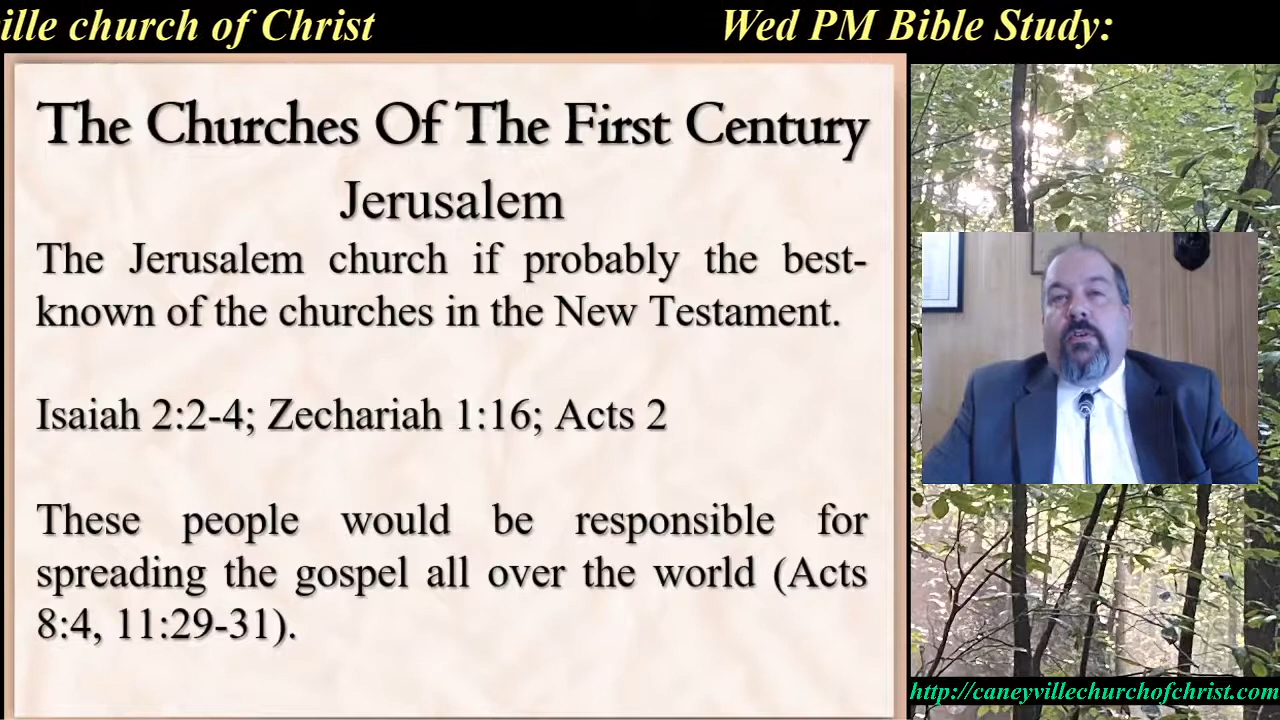 ille church of Christ Wed PM Bible Study:
The Churches Of The First Century
Jerusalem
The Jerusalem church if probably the best-
known of the churches in the New Testament.
Isaiah 2:2-4; Zechariah 1:16; Acts 2
These people would be responsible for
spreading the gospel all over the world (Acts
8:4, 11:29-31).
http://caneyvillechurchofchrist.com